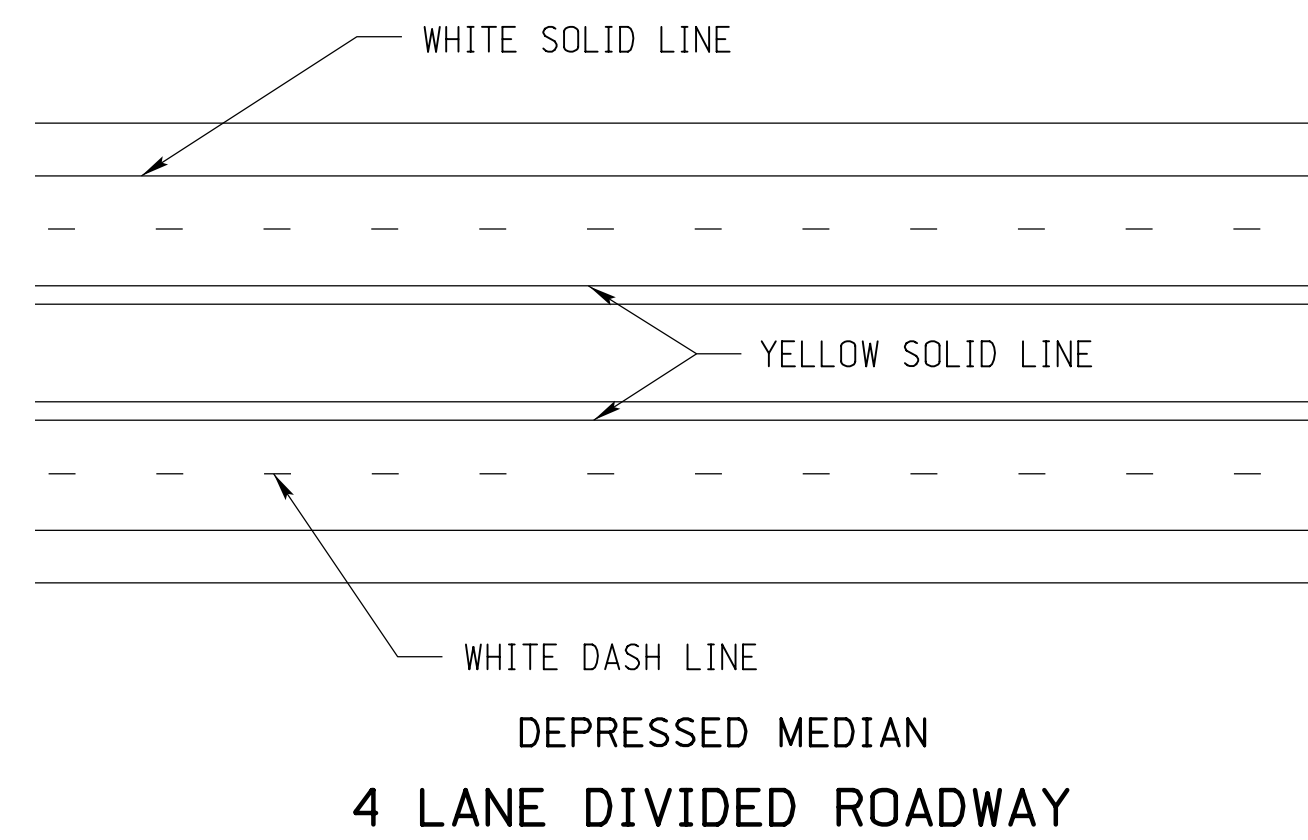 WHITE SOLID LINE
YELLOW SOLID LINE
WHITE DASH LINE
DEPRESSED MEDIAN
4 LANE DIVIDED ROADWAY